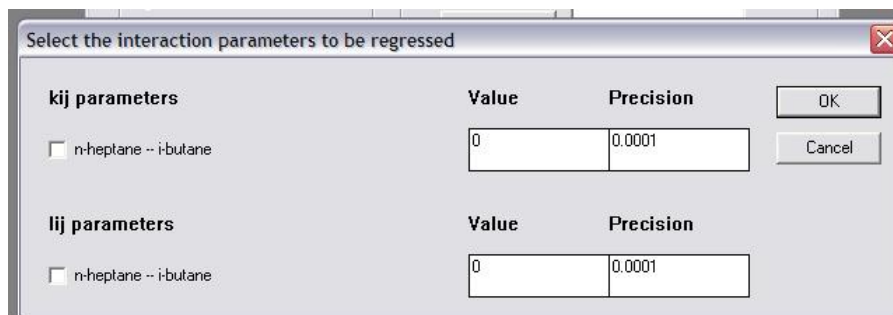 Select the interaction parameters to be regressed
kij parameters Value Precision OK
n-heptane -- i-butane 0 0.0001 Cancel
lij parameters Value Precision
n-heptane -- i-butane 0 0.0001